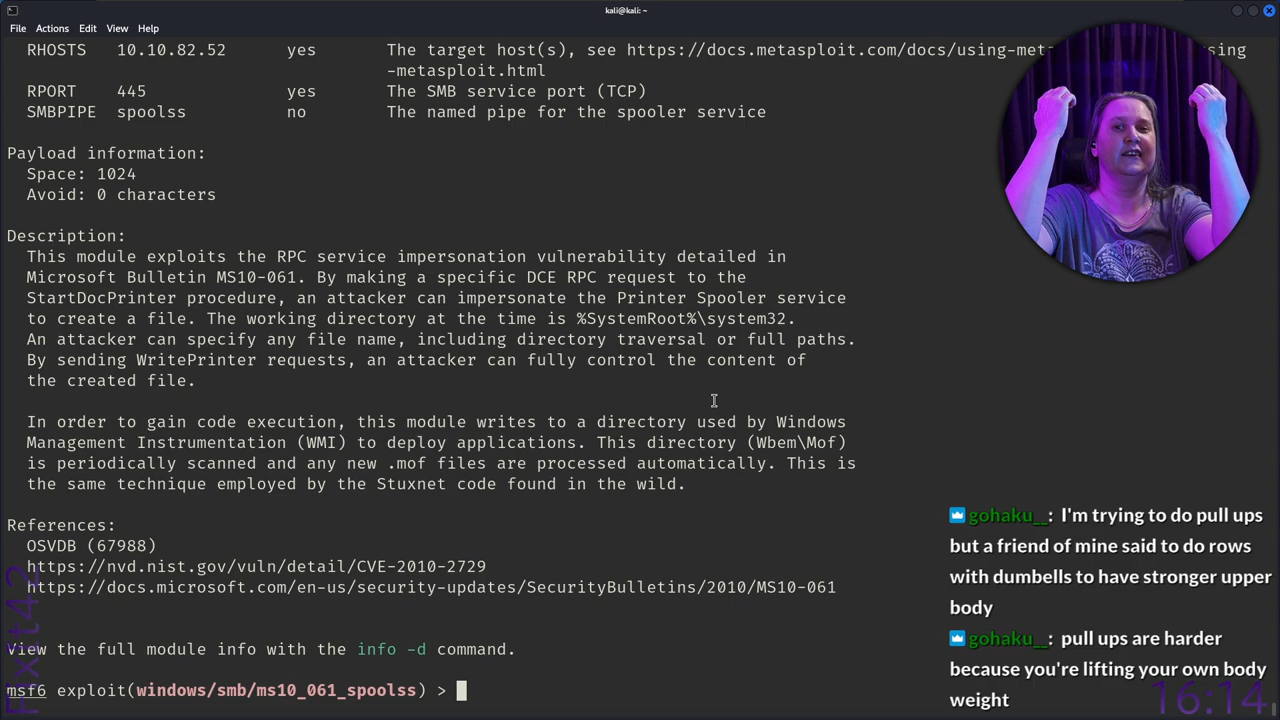 kali@kali: ~
File Actions Edit View Help
RHOSTS 10.10.82.52 yes The target host(s), see https://docs.metasploit.com/docs/using-met sing
-metasploit.html
RPORT 445 yes The SMB service port (TCP)
SMBPIPE spoolss no The named pipe for the spooler service
Payload information:
Space: 1024
Avoid: 0 characters
Description:
This module exploits the RPC service impersonation vulnerability detailed in
Microsoft Bulletin MS10-061. By making a specific DCE RPC request to the
StartDocPrinter procedure, an attacker can impersonate the Printer Spooler service
to create a file. The working directory at the time is %SystemRoot%\system32.
An attacker can specify any file name, including directory traversal or full paths.
By sending WritePrinter requests, an attacker can fully control the content of
the created file.
In order to gain code execution, this module writes to a directory used by Windows
Management Instrumentation (WMI) to deploy applications. This directory (Wbem\Mof)
is periodically scanned and any new .mof files are processed automatically. This is
the same technique employed by the Stuxnet code found in the wild.
References:
OSVDB (67988)
https://nvd.nist.gov/vuln/detail/CVE-2010-2729
https://docs.microsoft.com/en-us/security-updates/SecurityBulletins/2010/MS10-061
View the full module info with the info -d command.
msf6 exploit(windows/smb/ms10_061_spoolss) >
gohaku__: I'm trying to do pull ups
but a friend of mine said to do rows
with dumbells to have stronger upper
body
gohaku__: pull ups are harder
because you're lifting your own body
weight
Fixit42
16:14